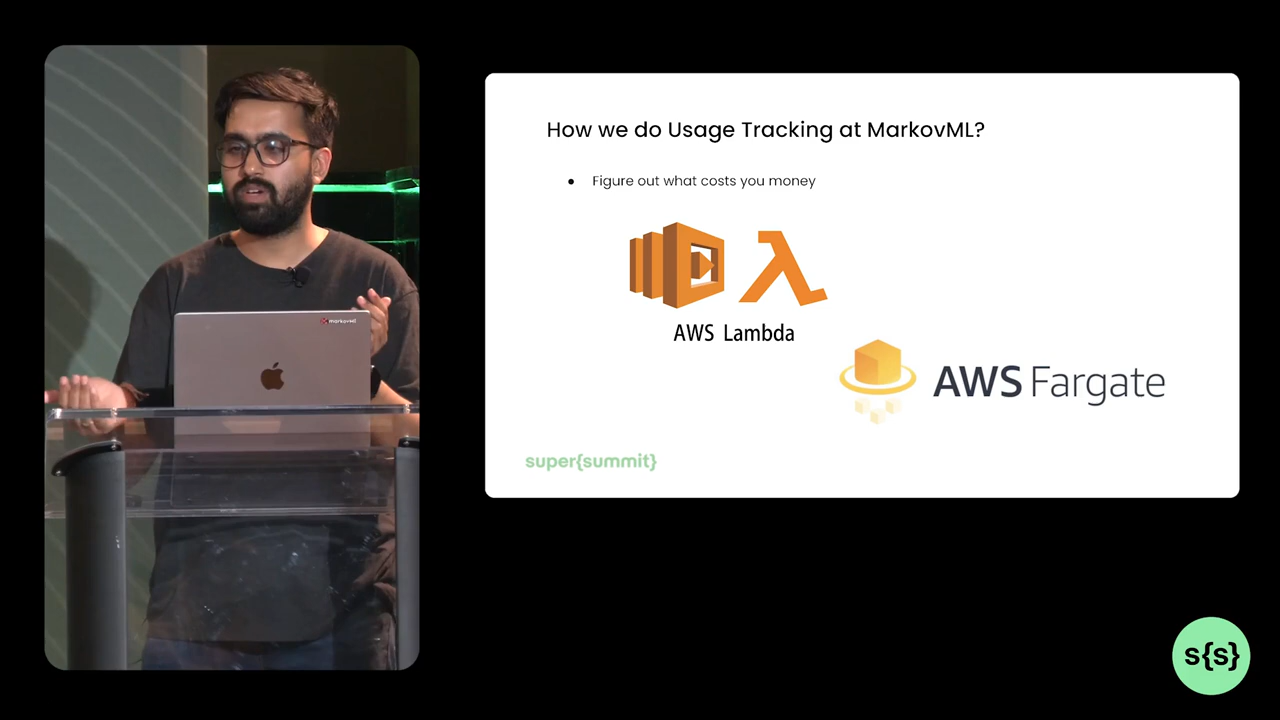 How we do Usage Tracking at MarkovML?
● Figure out what costs you money
AWS Lambda
AWS Fargate
super{summit}
markovml
s{s}